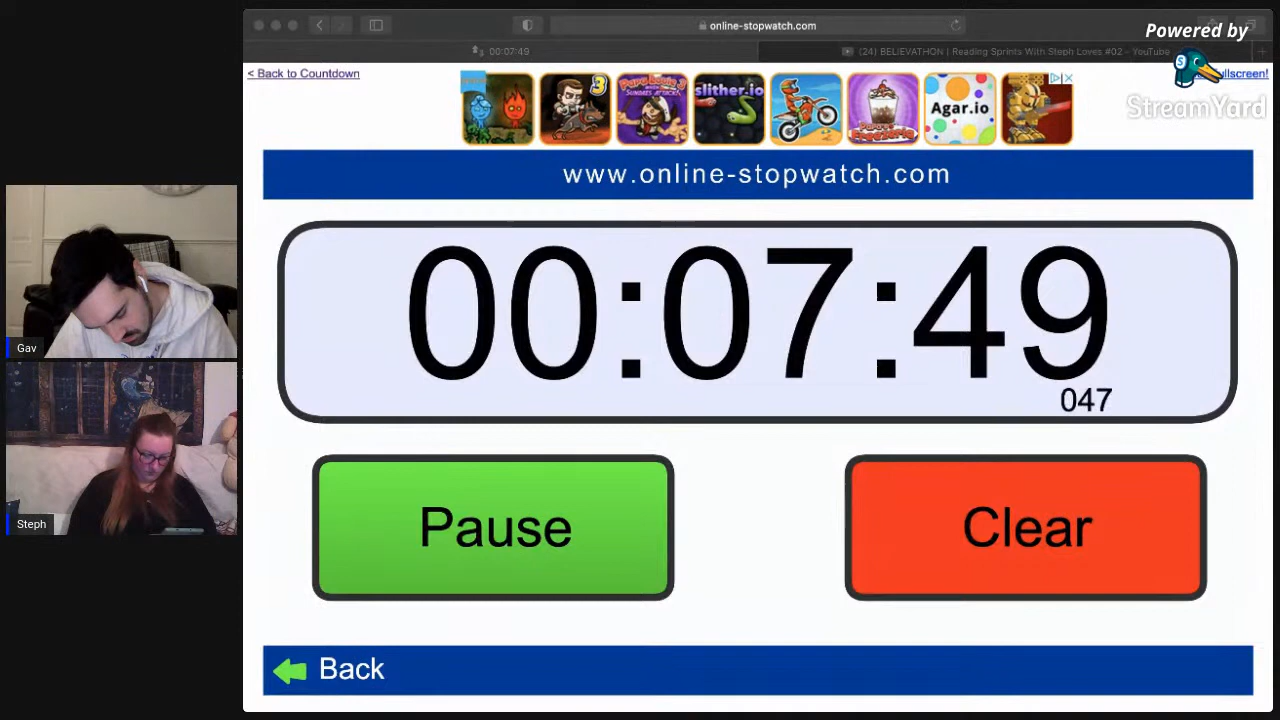 online-stopwatch.com
Powered by
00:07:49
(24) BELIEVATHON | Reading Sprints With Steph Loves #02 – YouTube
< Back to Countdown
StreamYard
3
slither.io
Agar.io
www.online-stopwatch.com
00:07:49
047
Gav
Steph
Pause
Clear
Back